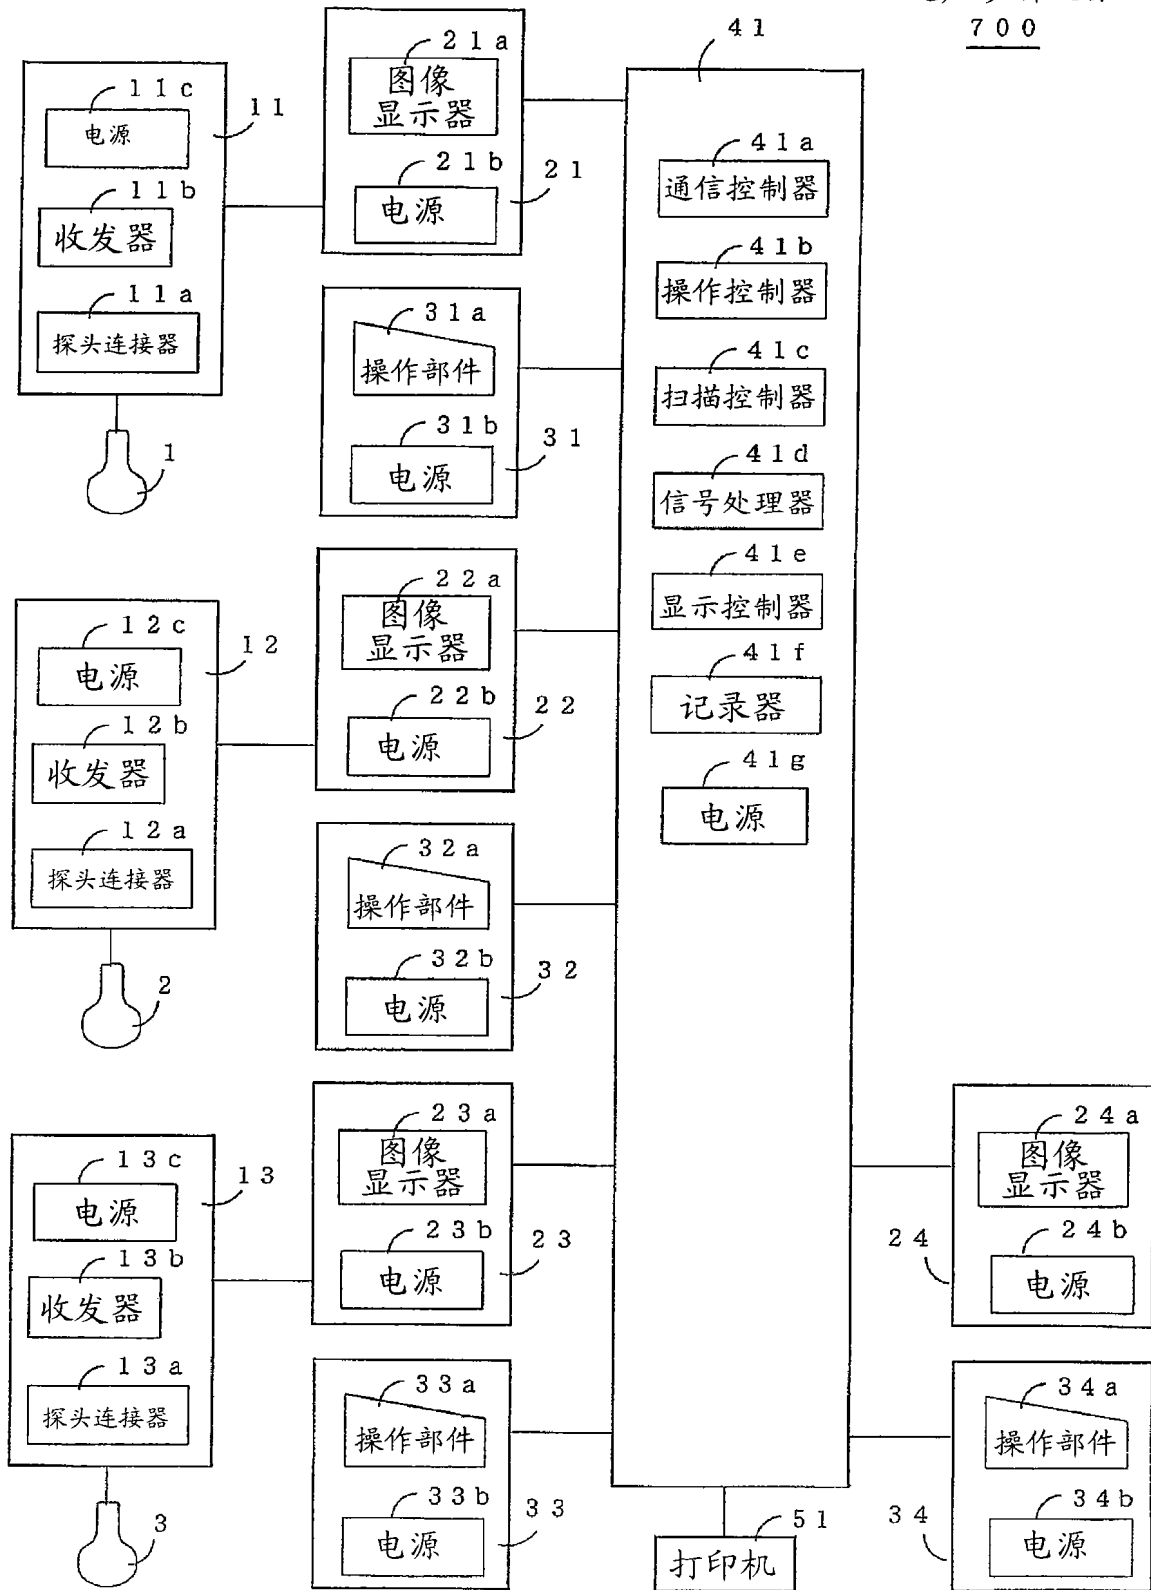 700
41
21a
图像
显示器
21b
电源
21
11c
电源
11
11b
收发器
11a
探头连接器
1
31a
操作部件
31b
电源
31
41a
通信控制器
41b
操作控制器
41c
扫描控制器
41d
信号处理器
41e
显示控制器
41f
记录器
41g
电源
22a
图像
显示器
22b
电源
22
12c
电源
12
12b
收发器
12a
探头连接器
2
32a
操作部件
32b
电源
32
23a
图像
显示器
23b
电源
23
13c
电源
13
13b
收发器
13a
探头连接器
3
33a
操作部件
33b
电源
33
24a
图像
显示器
24b
电源
24
34a
操作部件
34b
电源
34
51
打印机